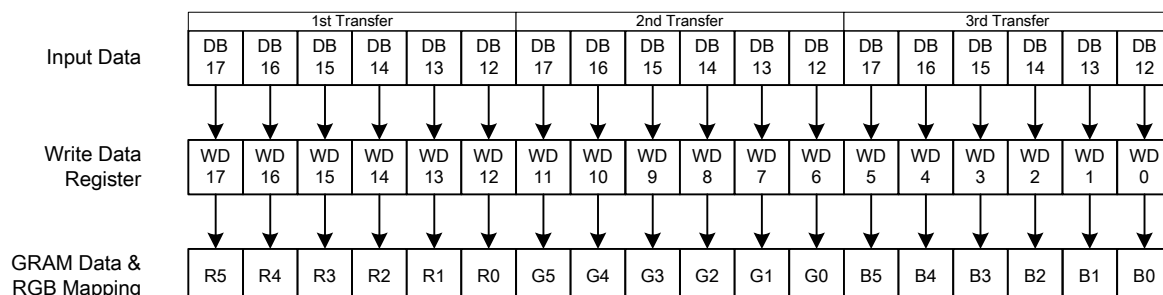 1st Transfer 2nd Transfer 3rd Transfer
Input Data
DB 17 DB 16 DB 15 DB 14 DB 13 DB 12 DB 17 DB 16 DB 15 DB 14 DB 13 DB 12 DB 17 DB 16 DB 15 DB 14 DB 13 DB 12
Write Data
Register
WD 17 WD 16 WD 15 WD 14 WD 13 WD 12 WD 11 WD 10 WD 9 WD 8 WD 7 WD 6 WD 5 WD 4 WD 3 WD 2 WD 1 WD 0
GRAM Data &
RGB Mapping
R5 R4 R3 R2 R1 R0 G5 G4 G3 G2 G1 G0 B5 B4 B3 B2 B1 B0